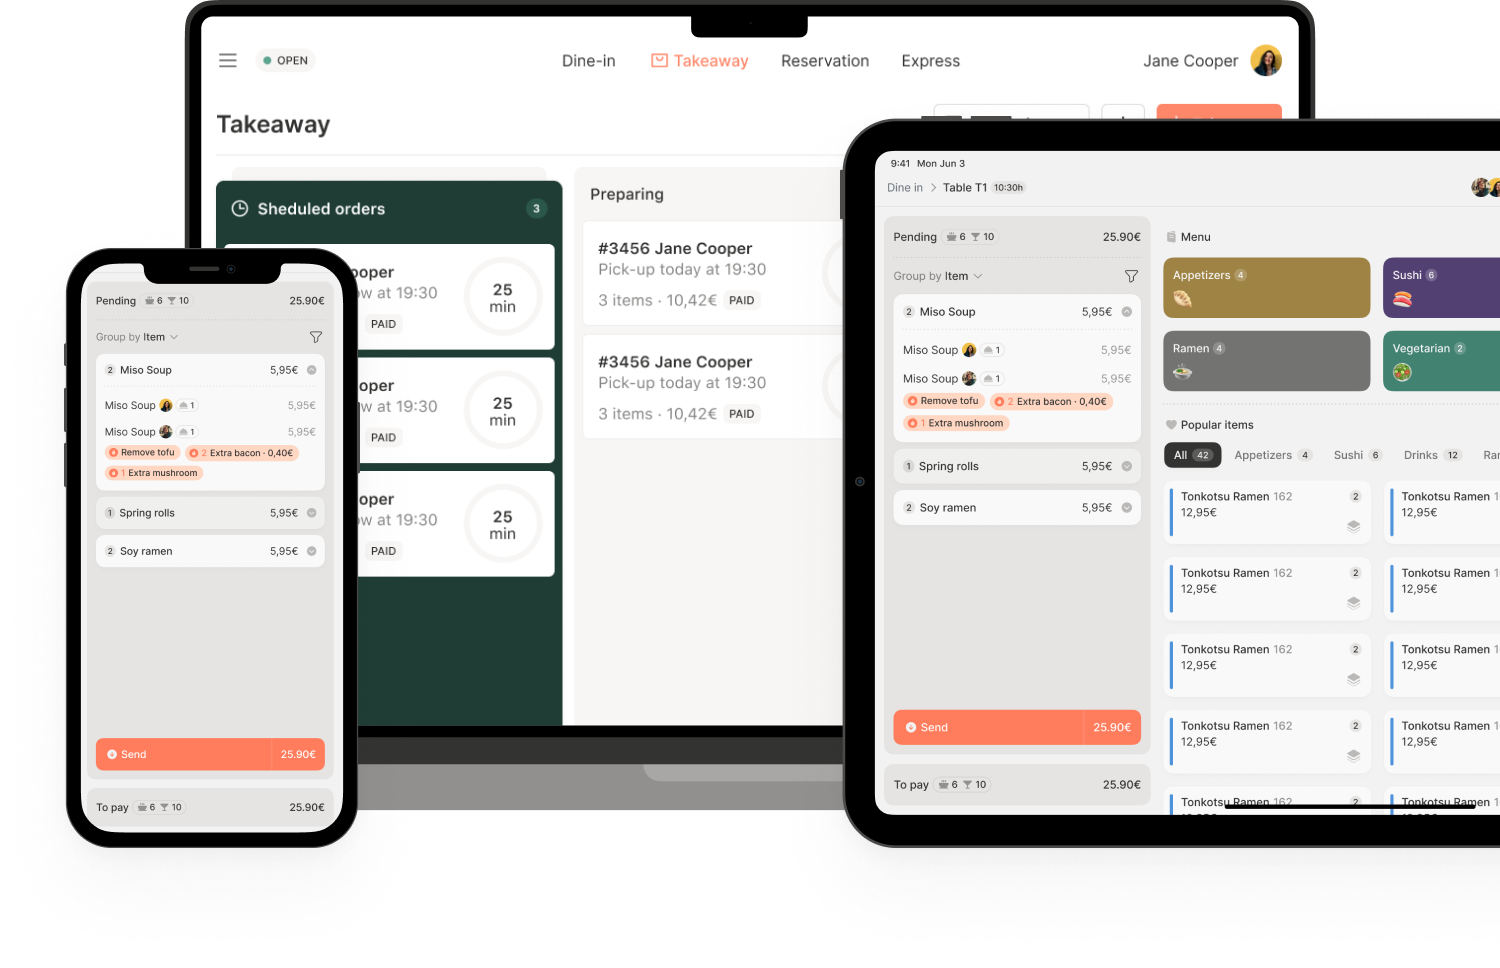 OPEN
Dine-in
Takeaway
Reservation
Express
Jane Cooper
Takeaway
Sheduled orders
3
ooper
ow at 19:30
PAID
25
min
ooper
ow at 19:30
PAID
25
min
ooper
ow at 19:30
PAID
25
min
Preparing
#3456 Jane Cooper
Pick-up today at 19:30
3 items · 10,42€ PAID
#3456 Jane Cooper
Pick-up today at 19:30
3 items · 10,42€ PAID
Pending 6 10 25.90€
Group by Item
2 Miso Soup 5,95€
Miso Soup 1 5,95€
Miso Soup 1 5,95€
Remove tofu 2 Extra bacon · 0,40€
1 Extra mushroom
1 Spring rolls 5,95€
2 Soy ramen 5,95€
Send 25.90€
To pay 6 10 25.90€
9:41 Mon Jun 3
Dine in > Table T1 10:30h
Pending 6 10 25.90€
Group by Item
2 Miso Soup 5,95€
Miso Soup 1 5,95€
Miso Soup 1 5,95€
Remove tofu 2 Extra bacon · 0,40€
1 Extra mushroom
1 Spring rolls 5,95€
2 Soy ramen 5,95€
Send 25.90€
To pay 6 10 25.90€
Menu
Appetizers 4
Sushi 6
Ramen 4
Vegetarian 2
Popular items
All 42 Appetizers 4 Sushi 6 Drinks 12 Ra
Tonkotsu Ramen 162 2
12,95€
Tonkotsu Ramen
12,95€
Tonkotsu Ramen 162 2
12,95€
Tonkotsu Ramen
12,95€
Tonkotsu Ramen 162 2
12,95€
Tonkotsu Ramen
12,95€
Tonkotsu Ramen 162 2
12,95€
Tonkotsu Ramen
12,95€
Tonkotsu Ramen 162 2
Tonkotsu Ramen